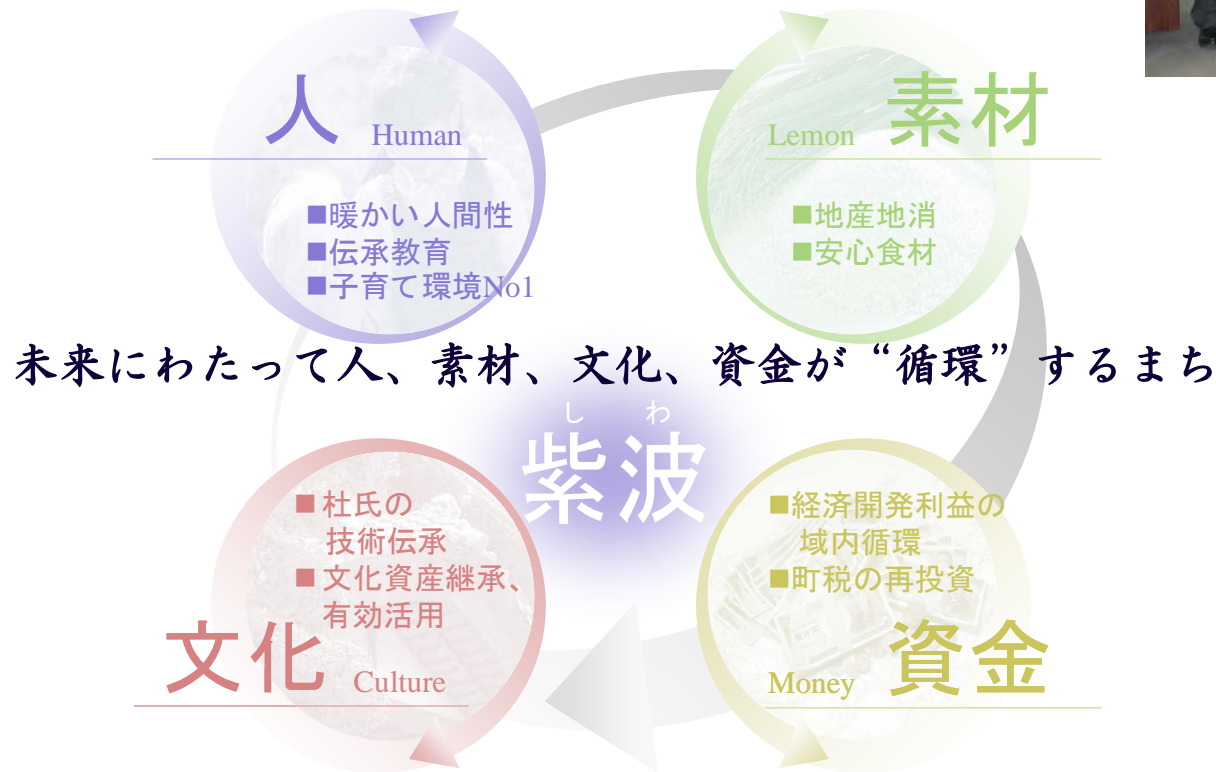 人 Human
■暖かい人間性
■伝承教育
■子育て環境No1
Lemon 素材
■地産地消
■安心食材
未来にわたって人、素材、文化、資金が“循環”するまち
しわ
紫波
■杜氏の
技術伝承
■文化資産継承、
有効活用
文化 Culture
■経済開発利益の
域内循環
■町税の再投資
Money 資金